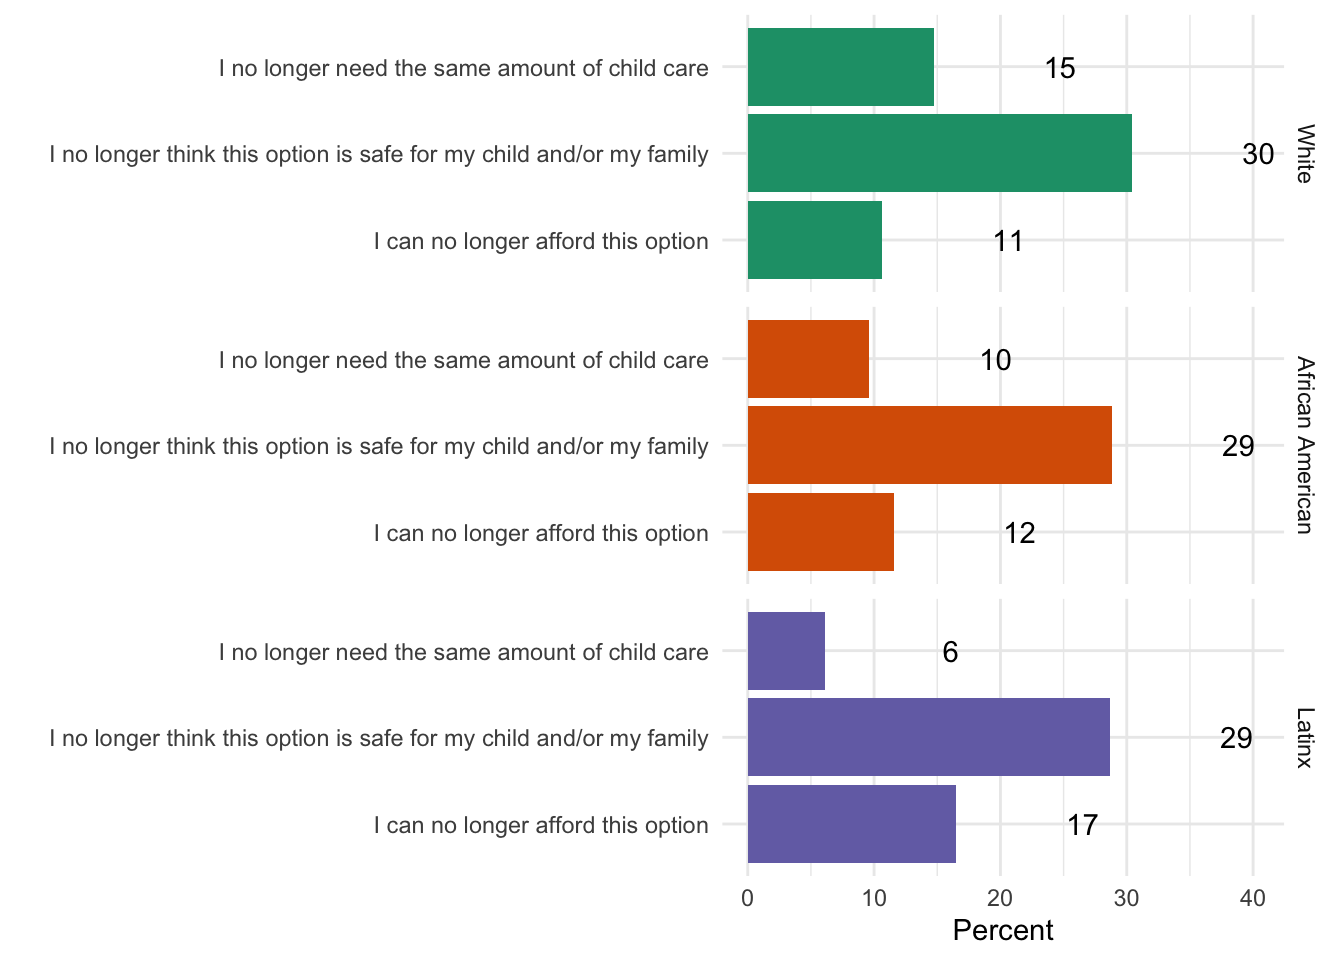 I no longer need the same amount of child care 15
I no longer think this option is safe for my child and/or my family 30
I can no longer afford this option 11
White
I no longer need the same amount of child care 10
I no longer think this option is safe for my child and/or my family 29
I can no longer afford this option 12
African American
I no longer need the same amount of child care 6
I no longer think this option is safe for my child and/or my family 29
I can no longer afford this option 17
Latinx
0 10 20 30 40
Percent